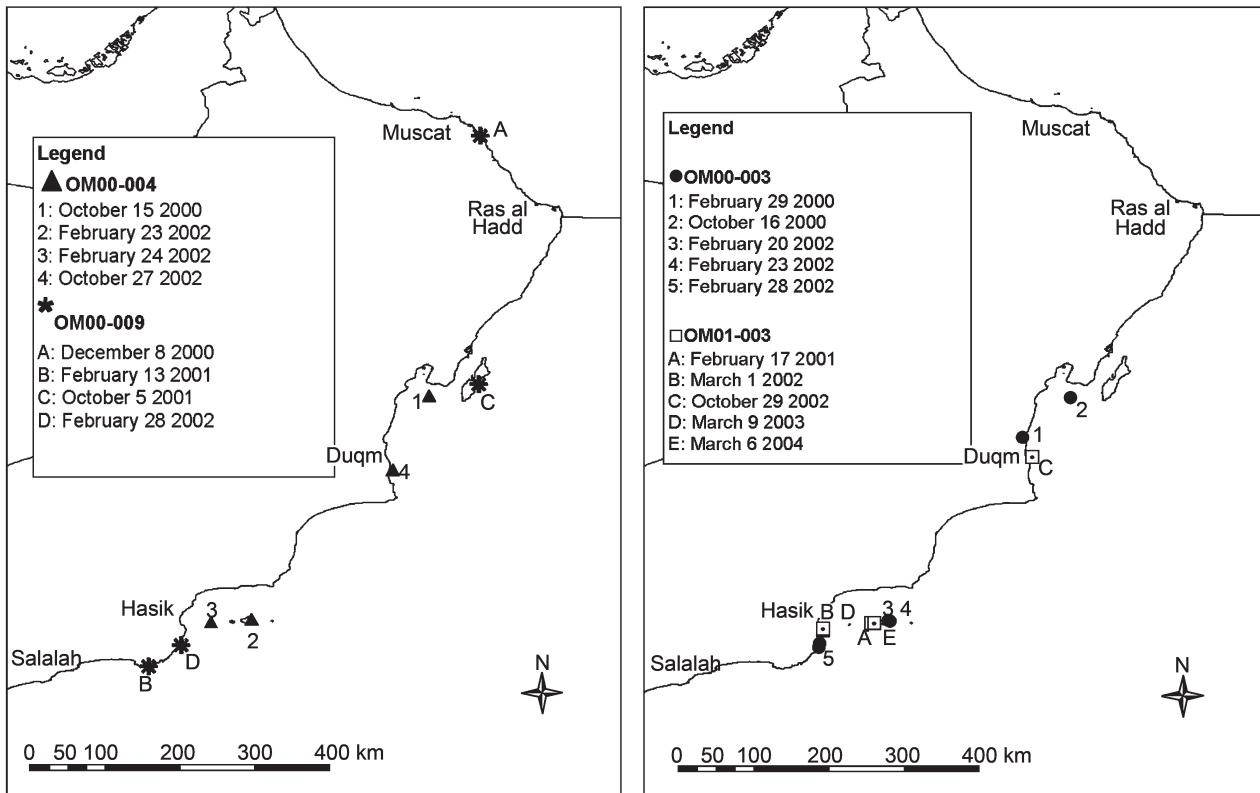 Muscat
A
Legend
OM00-004
1: October 15 2000
2: February 23 2002
3: February 24 2002
4: October 27 2002
OM00-009
A: December 8 2000
B: February 13 2001
C: October 5 2001
D: February 28 2002
Ras al
Hadd
1
C
Duqm
4
Hasik
3
2
Salalah
D
B
N
0 50 100 200 300 400 km
Muscat
Legend
OM00-003
1: February 29 2000
2: October 16 2000
3: February 20 2002
4: February 23 2002
5: February 28 2002
OM01-003
A: February 17 2001
B: March 1 2002
C: October 29 2002
D: March 9 2003
E: March 6 2004
Ras al
Hadd
2
1
Duqm
C
Hasik B D 3 4
A E
Salalah
5
N
0 50 100 200 300 400 km